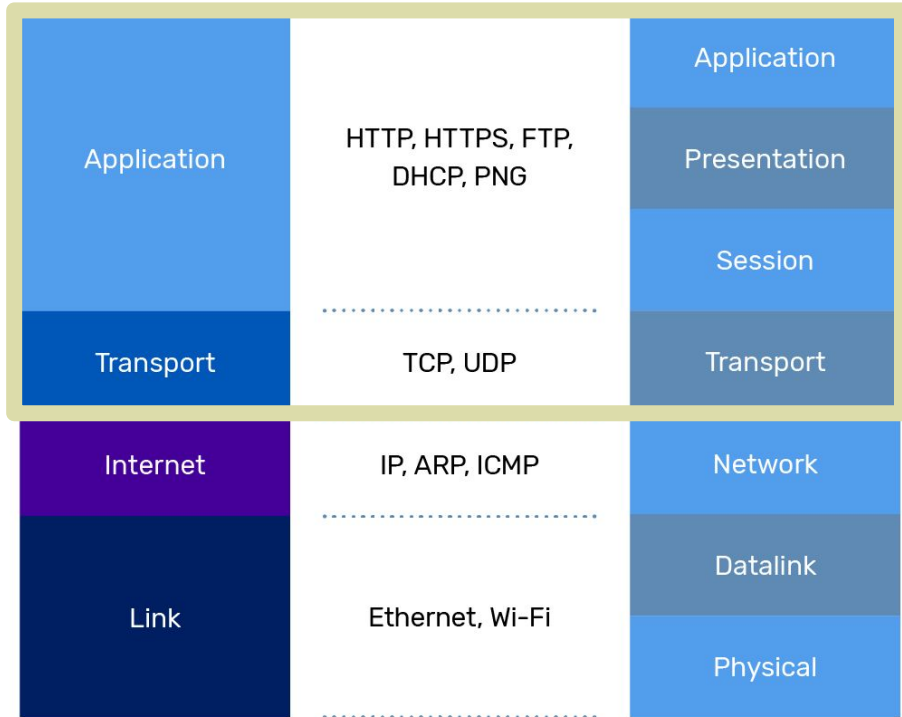 Application
HTTP, HTTPS, FTP,
DHCP, PNG
Application
Presentation
Session
Transport
TCP, UDP
Transport
Internet
IP, ARP, ICMP
Network
Link
Ethernet, Wi-Fi
Datalink
Physical